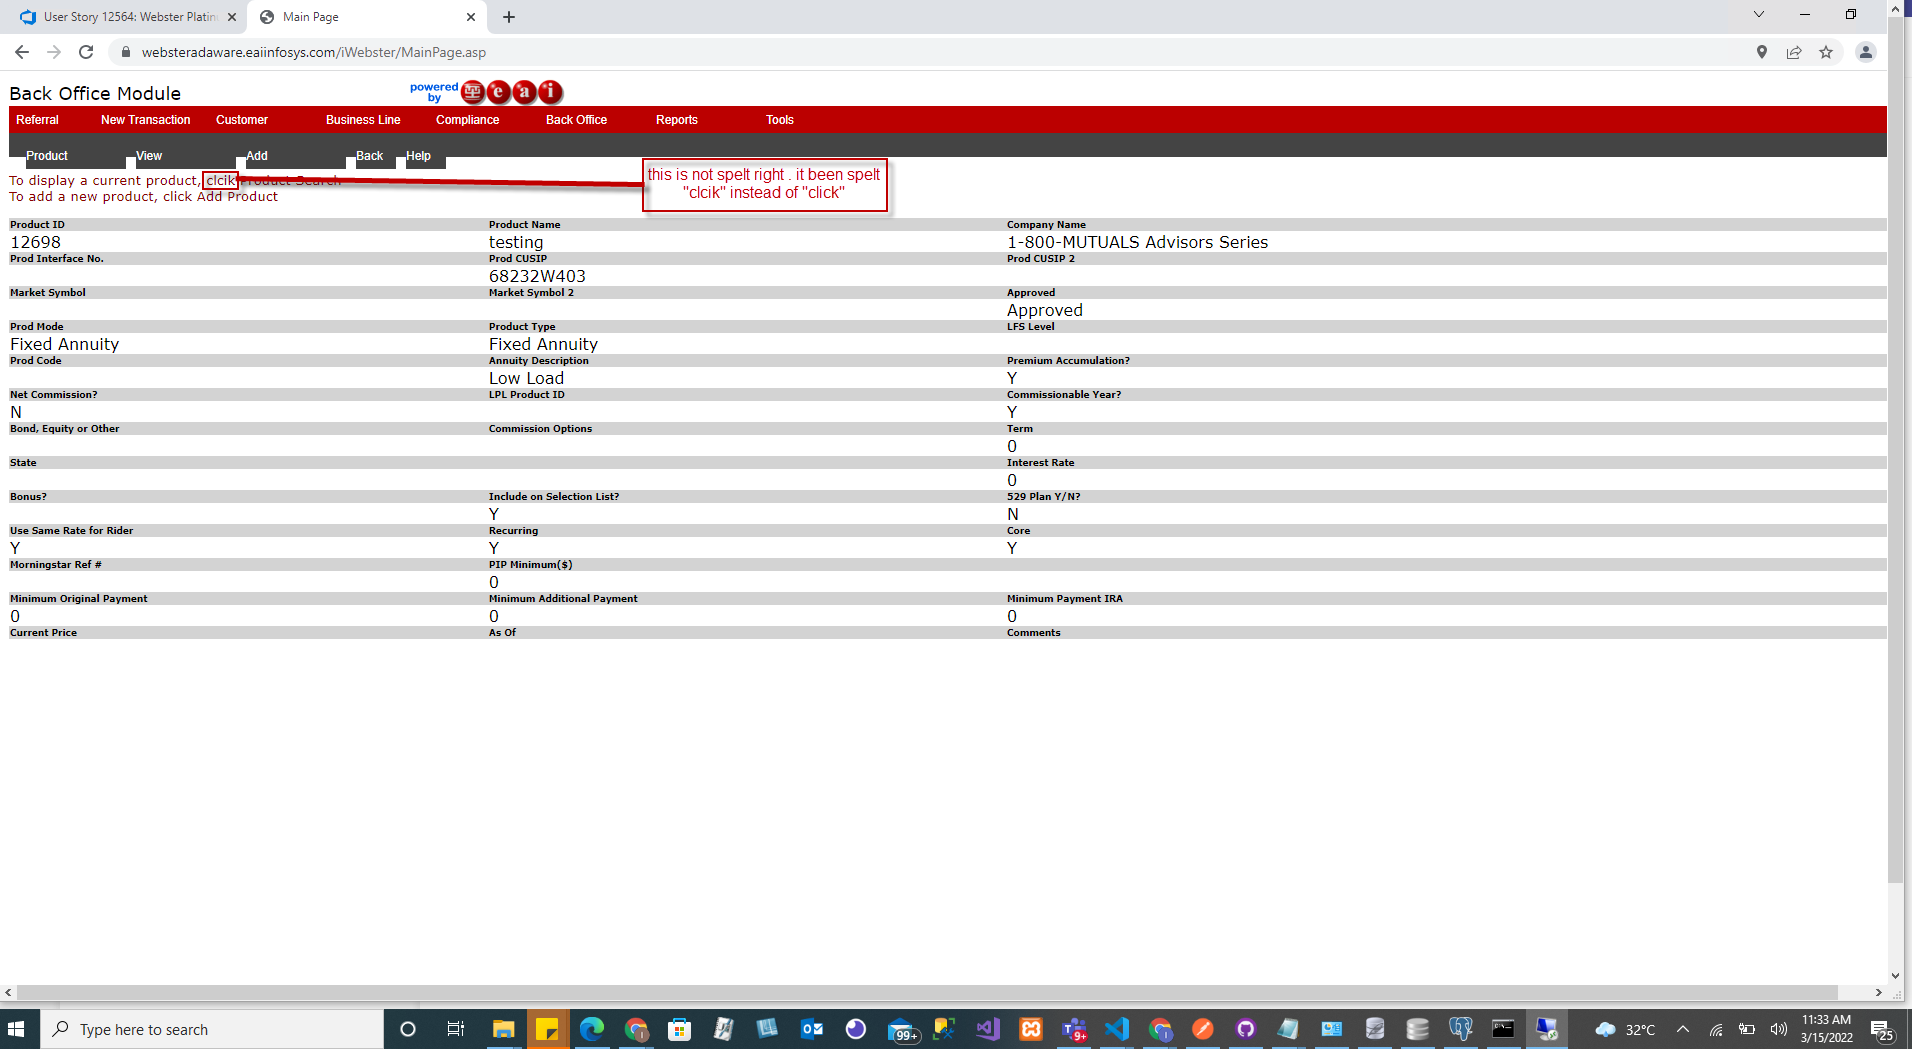 User Story 12564: Webster Platin
Main Page
websteradaware.eaiinfosys.com/iWebster/MainPage.asp
Back Office Module
powered by e a i
Referral New Transaction Customer Business Line Compliance Back Office Reports Tools
Product View Add Back Help
To display a current product, clcik Product Search
To add a new product, click Add Product
this is not spelt right . it been spelt
"clcik" instead of "click"
Product ID Product Name Company Name
12698 testing 1-800-MUTUALS Advisors Series
Prod Interface No. Prod CUSIP Prod CUSIP 2
68232W403
Market Symbol Market Symbol 2 Approved
Approved
Prod Mode Product Type LFS Level
Fixed Annuity Fixed Annuity
Prod Code Annuity Description Premium Accumulation?
Low Load Y
Net Commission? LPL Product ID Commissionable Year?
N Y
Bond, Equity or Other Commission Options Term
0
State Interest Rate
0
Bonus? Include on Selection List? 529 Plan Y/N?
Y N
Use Same Rate for Rider Recurring Core
Y Y Y
Morningstar Ref # PIP Minimum($)
0
Minimum Original Payment Minimum Additional Payment Minimum Payment IRA
0 0 0
Current Price As Of Comments
Type here to search
99+
9+
32°C
11:33 AM
3/15/2022
25